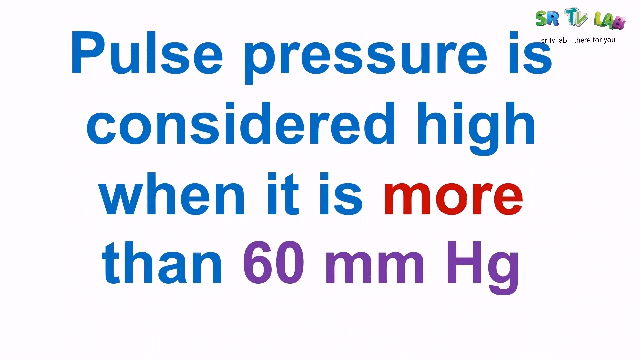 SR TV LAB
Pulse pressure is
considered high
when it is more
than 60 mm Hg